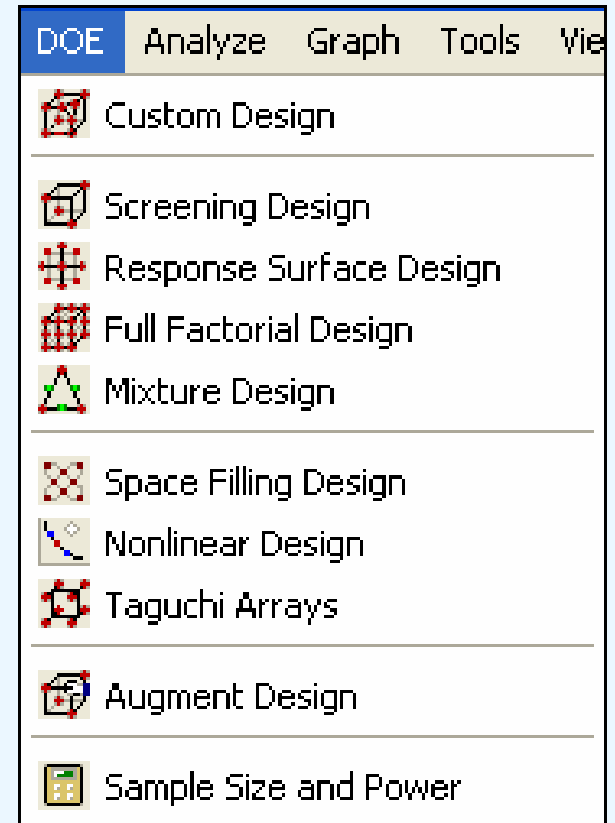 DOE Analyze Graph Tools Vie
Custom Design
Screening Design
Response Surface Design
Full Factorial Design
Mixture Design
Space Filling Design
Nonlinear Design
Taguchi Arrays
Augment Design
Sample Size and Power